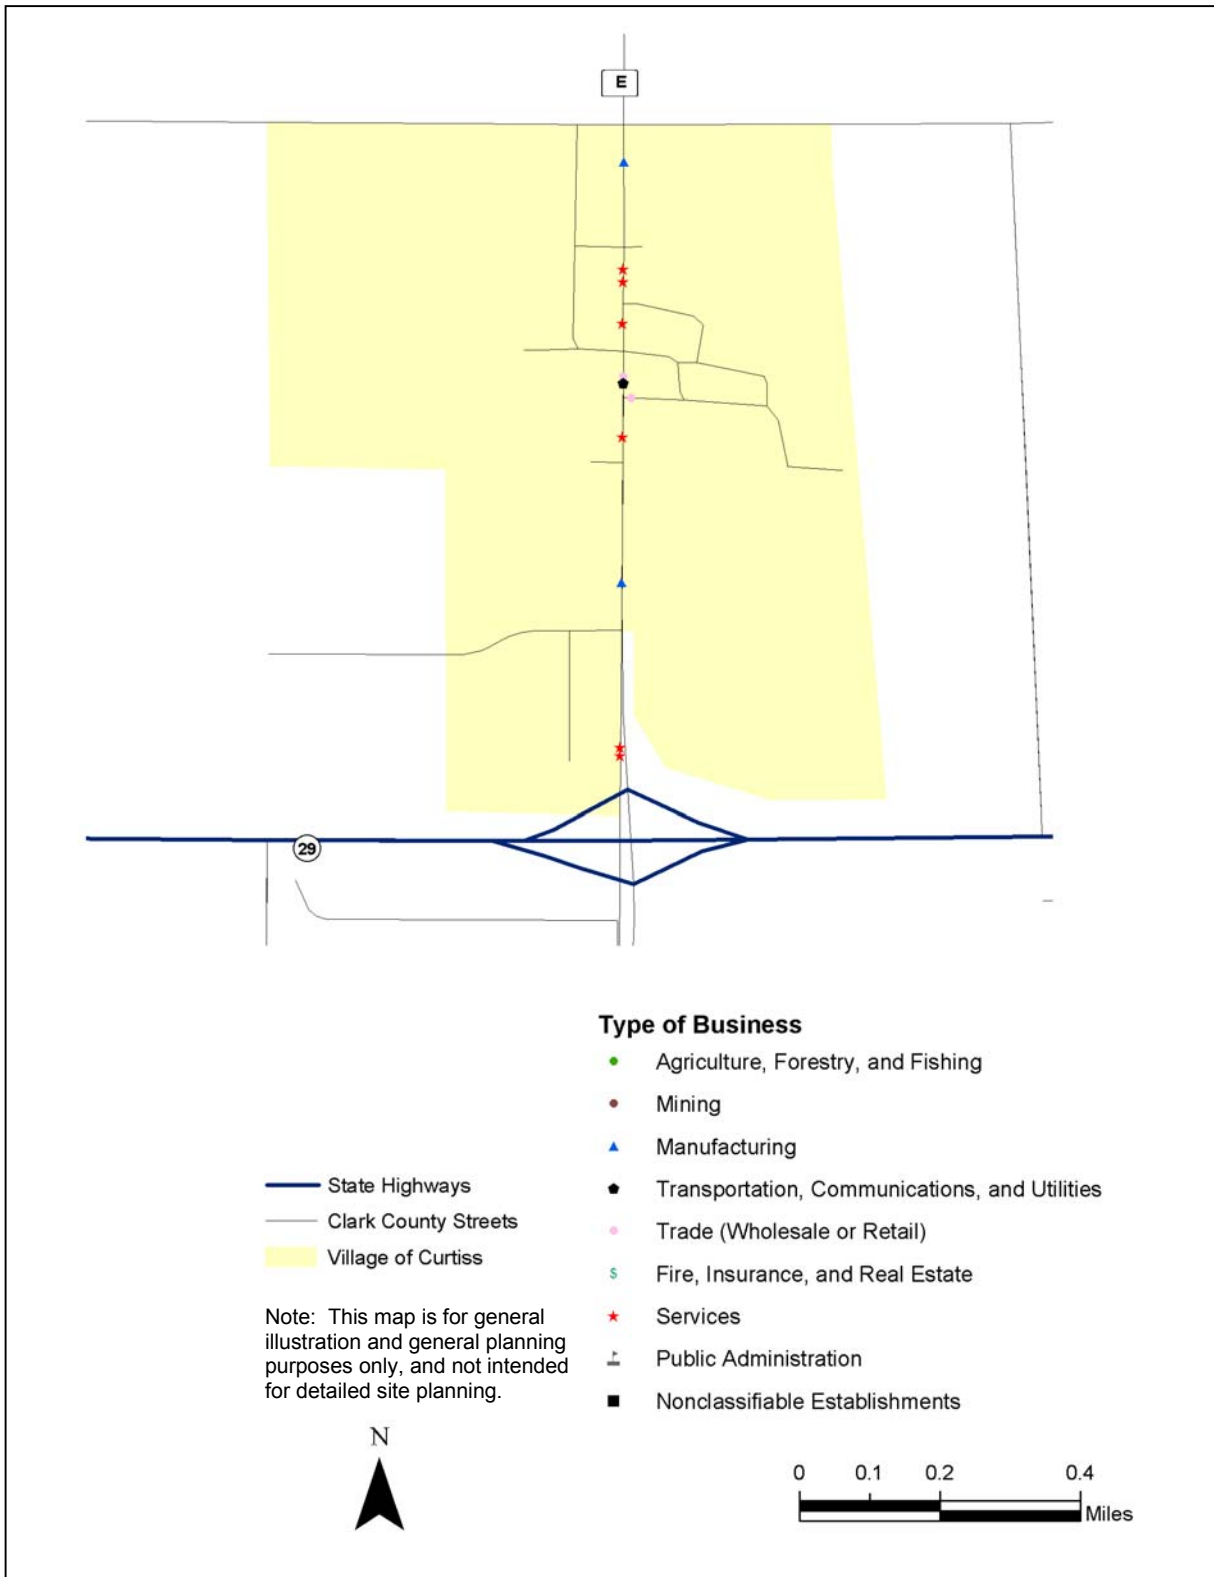 E
29
Type of Business
Agriculture, Forestry, and Fishing
Mining
Manufacturing
Transportation, Communications, and Utilities
Trade (Wholesale or Retail)
$ Fire, Insurance, and Real Estate
Services
Public Administration
Nonclassifiable Establishments
State Highways
Clark County Streets
Village of Curtiss
Note: This map is for general
illustration and general planning
purposes only, and not intended
for detailed site planning.
N
0 0.1 0.2 0.4
Miles